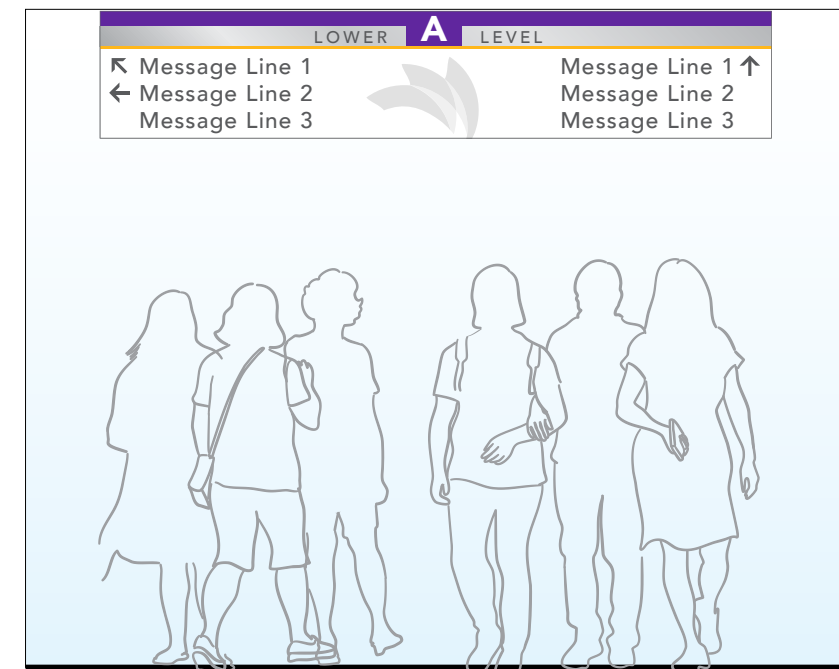 LOWER A LEVEL
↖ Message Line 1
← Message Line 2
Message Line 3
Message Line 1 ↑
Message Line 2
Message Line 3